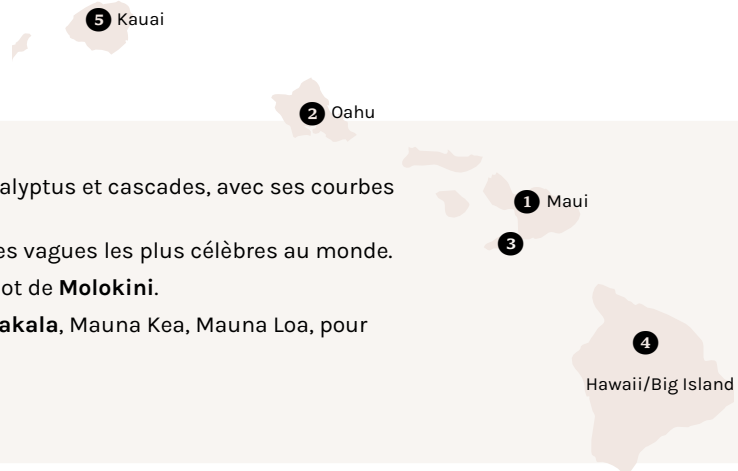 5 Kauai
2 Oahu
alyptus et cascades, avec ses courbes
1 Maui
es vagues les plus célèbres au monde.
3
ot de Molokini.
akala, Mauna Kea, Mauna Loa, pour
4
Hawaii/Big Island